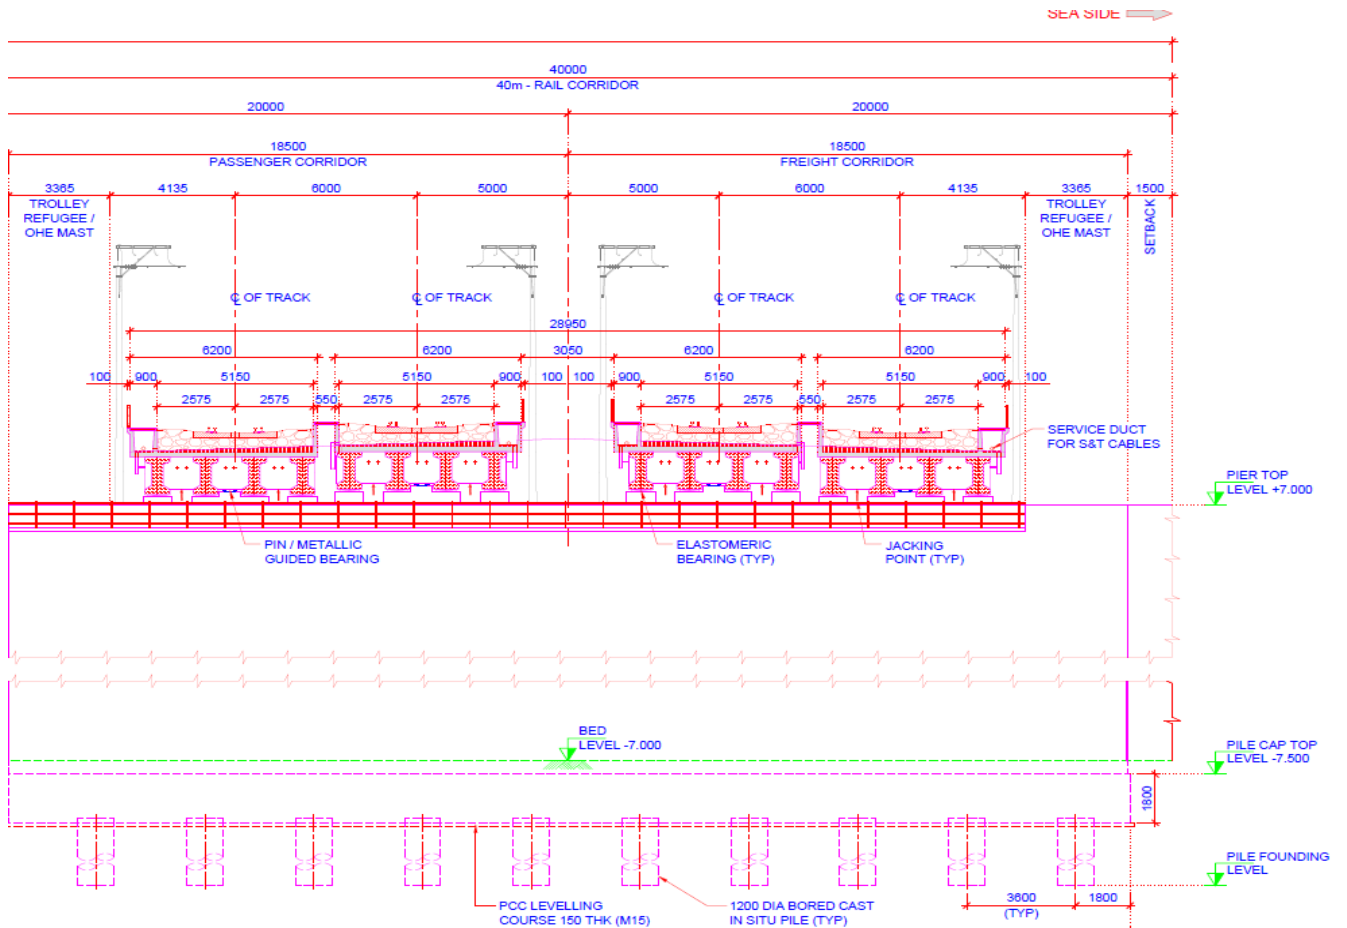 SEA SIDE
40000
40m - RAIL CORRIDOR
20000 20000
18500 18500
PASSENGER CORRIDOR FREIGHT CORRIDOR
3365 4135 6000 5000 5000 6000 4135 3365 1500
TROLLEY
REFUGEE /
OHE MAST
TROLLEY
REFUGEE /
OHE MAST
SETBACK
℄ OF TRACK ℄ OF TRACK ℄ OF TRACK ℄ OF TRACK
28950
6200 6200 3050 6200 6200
100 900 5150 5150 900 100 100 900 5150 5150 900 100
2575 2575 550 2575 2575 2575 2575 550 2575 2575
SERVICE DUCT
FOR S&T CABLES
PIER TOP
LEVEL +7.000
PIN / METALLIC
GUIDED BEARING
ELASTOMERIC
BEARING (TYP)
JACKING
POINT (TYP)
BED
LEVEL -7.000
PILE CAP TOP
LEVEL -7.500
1800
PILE FOUNDING
LEVEL
PCC LEVELLING
COURSE 150 THK (M15)
1200 DIA BORED CAST
IN SITU PILE (TYP)
3600
(TYP)
1800